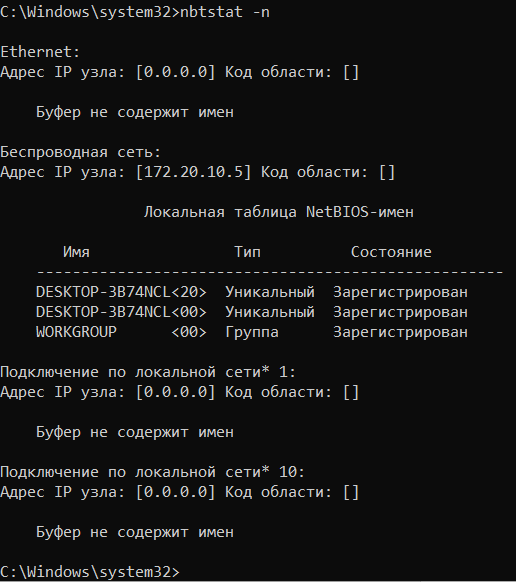 C:\Windows\system32>nbtstat -n
Ethernet:
Адрес IP узла: [0.0.0.0] Код области: []
Буфер не содержит имен
Беспроводная сеть:
Адрес IP узла: [172.20.10.5] Код области: []
Локальная таблица NetBIOS-имен
Имя Тип Состояние
----------------------------------------------------
DESKTOP-3B74NCL<20> Уникальный Зарегистрирован
DESKTOP-3B74NCL<00> Уникальный Зарегистрирован
WORKGROUP <00> Группа Зарегистрирован
Подключение по локальной сети* 1:
Адрес IP узла: [0.0.0.0] Код области: []
Буфер не содержит имен
Подключение по локальной сети* 10:
Адрес IP узла: [0.0.0.0] Код области: []
Буфер не содержит имен
C:\Windows\system32>